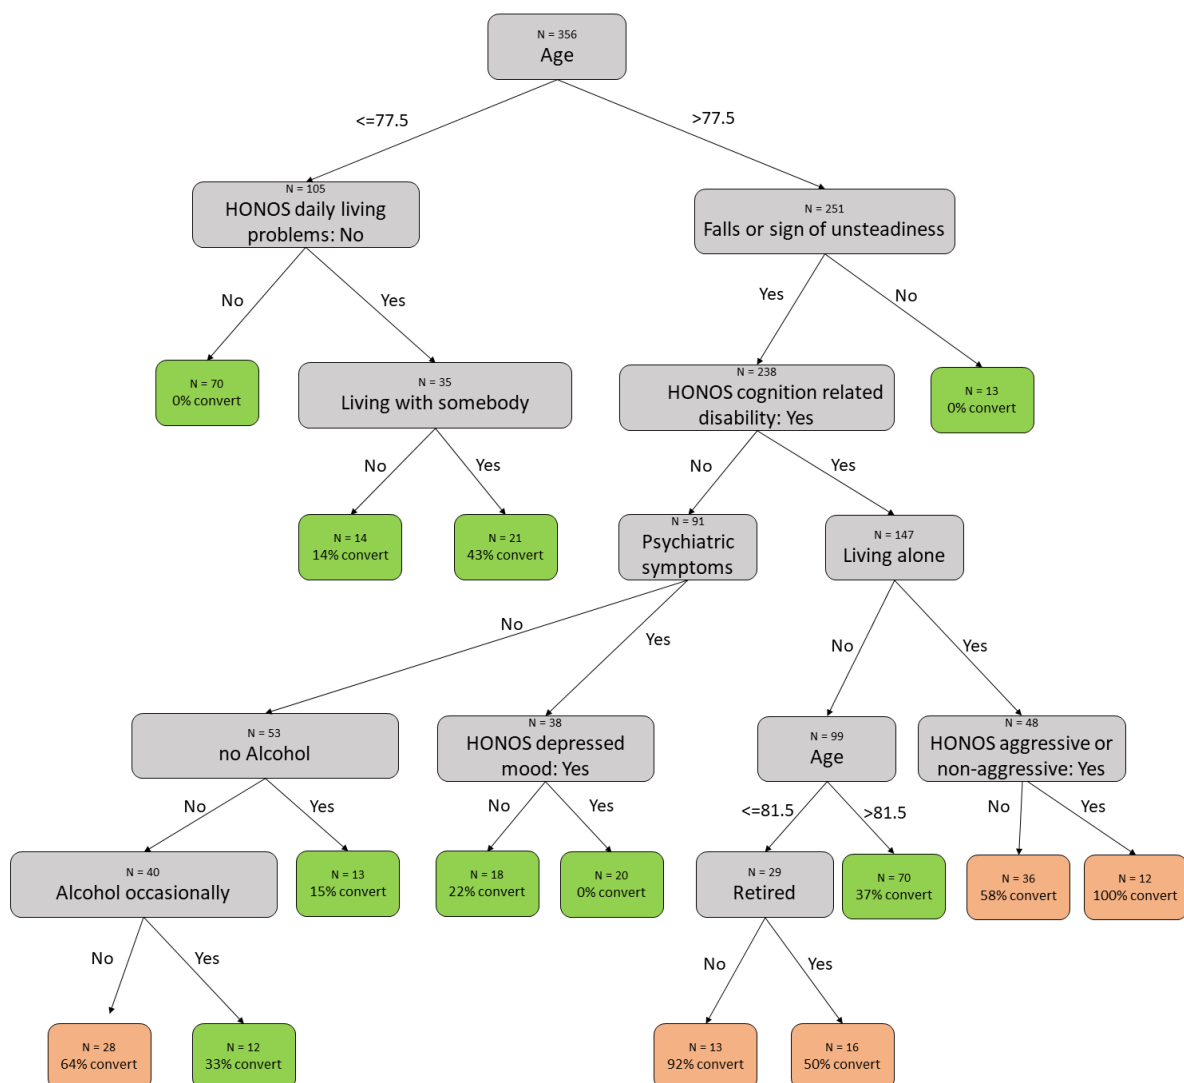 N = 356
Age
<=77.5
>77.5
N = 105
HONOS daily living
problems: No
N = 251
Falls or sign of unsteadiness
No
Yes
Yes
No
N = 70
0% convert
N = 35
Living with somebody
N = 238
HONOS cognition related
disability: Yes
N = 13
0% convert
No
Yes
No
Yes
N = 14
14% convert
N = 21
43% convert
N = 91
Psychiatric
symptoms
N = 147
Living alone
No
Yes
No
Yes
N = 53
no Alcohol
N = 38
HONOS depressed
mood: Yes
N = 99
Age
N = 48
HONOS aggressive or
non-aggressive: Yes
No
Yes
No
Yes
<=81.5
>81.5
No
Yes
N = 40
Alcohol occasionally
N = 13
15% convert
N = 18
22% convert
N = 20
0% convert
N = 29
Retired
N = 70
37% convert
N = 36
58% convert
N = 12
100% convert
No
Yes
No
Yes
N = 28
64% convert
N = 12
33% convert
N = 13
92% convert
N = 16
50% convert